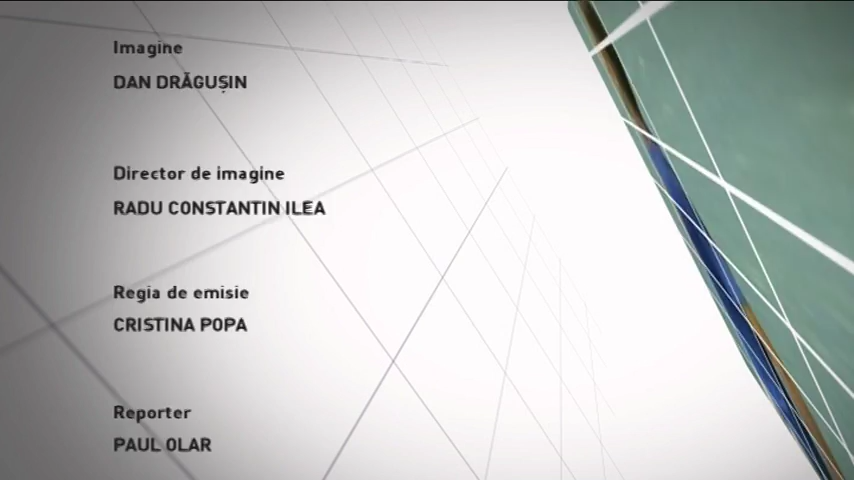 Imagine
DAN DRĂGUȘIN
Director de imagine
RADU CONSTANTIN ILEA
Regia de emisie
CRISTINA POPA
Reporter
PAUL OLAR